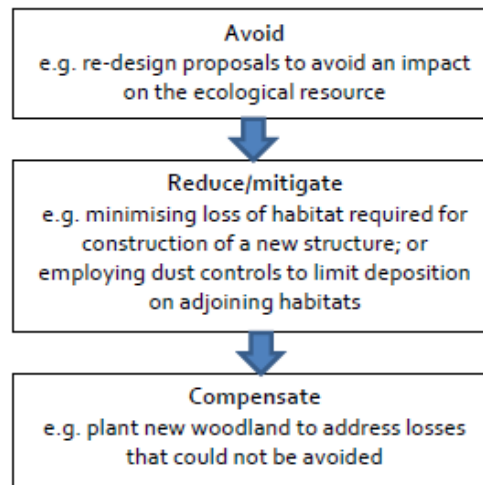 Avoid
e.g. re-design proposals to avoid an impact
on the ecological resource
Reduce/mitigate
e.g. minimising loss of habitat required for
construction of a new structure; or
employing dust controls to limit deposition
on adjoining habitats
Compensate
e.g. plant new woodland to address losses
that could not be avoided